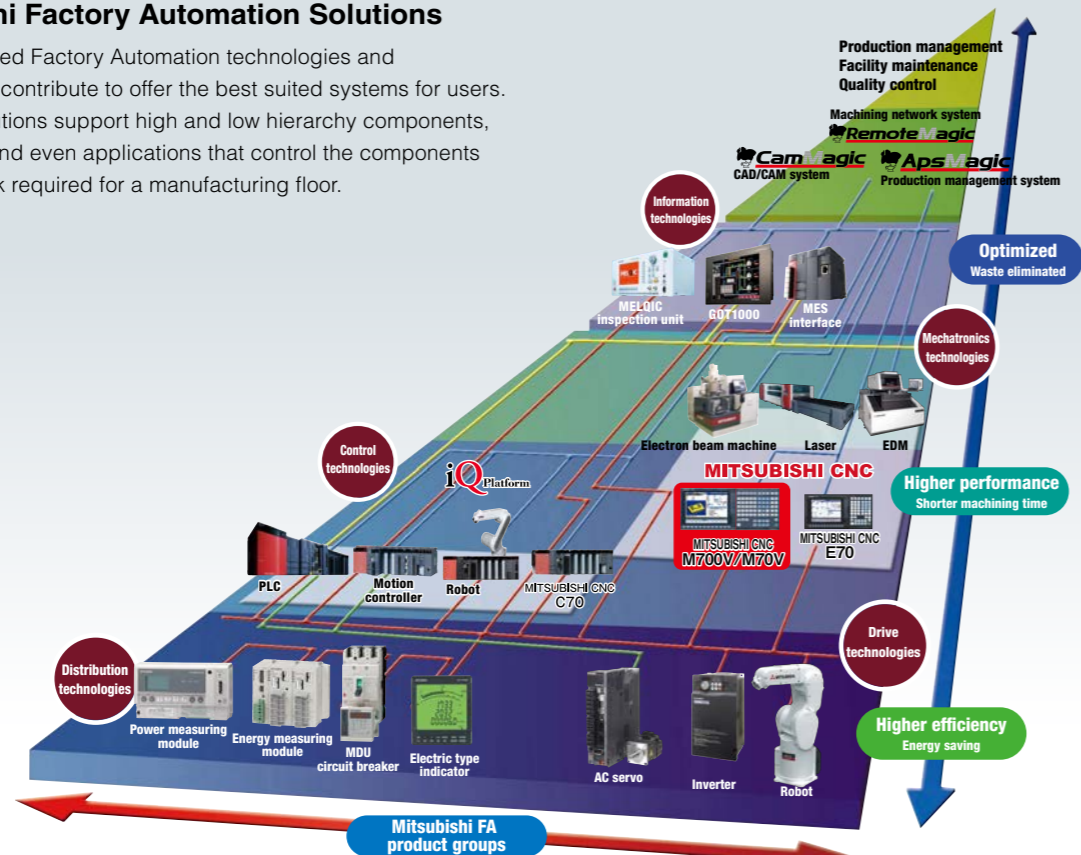 ni Factory Automation Solutions
ed Factory Automation technologies and
contribute to offer the best suited systems for users.
utions support high and low hierarchy components,
and even applications that control the components
k required for a manufacturing floor.
Production management
Facility maintenance
Quality control
Machining network system
RemoteMagic
CamMagic
CAD/CAM system
ApsMagic
Production management system
Information
technologies
Optimized
Waste eliminated
MELQIC
inspection unit
GOT1000
MES
interface
Mechatronics
technologies
Electron beam machine
Laser
EDM
Control
technologies
iQ Platform
MITSUBISHI CNC
MITSUBISHI CNC
M700V/M70V
MITSUBISHI CNC
E70
Higher performance
Shorter machining time
PLC
Motion
controller
Robot
MITSUBISHI CNC
C70
Drive
technologies
Distribution
technologies
Power measuring
module
Energy measuring
module
MDU
circuit breaker
Electric type
indicator
AC servo
Inverter
Robot
Higher efficiency
Energy saving
Mitsubishi FA
product groups